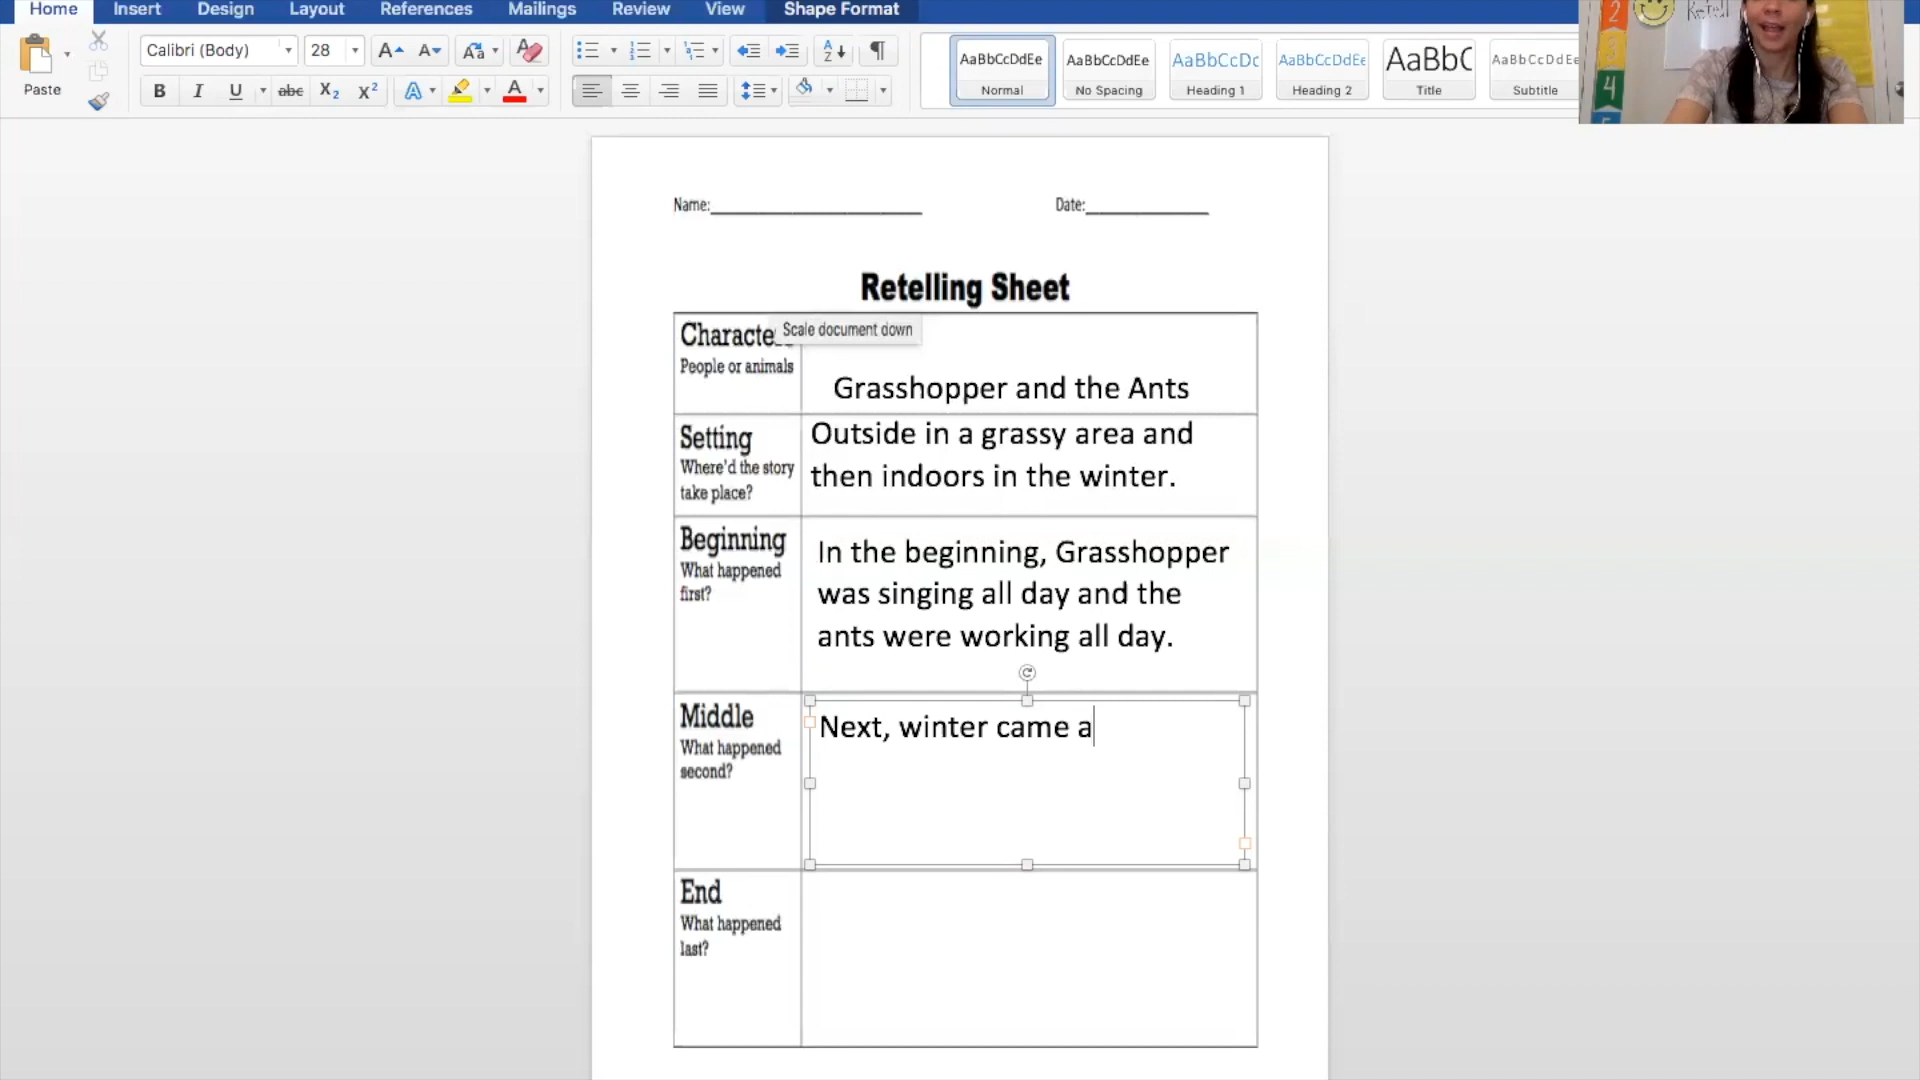 Home Insert Design Layout References Mailings Review View Shape Format
Calibri (Body) 28
Paste
AaBbCcDdEe AaBbCcDdEe AaBbCcDc AaBbCcDdEe AaBbC AaBbCcDdEe
Normal No Spacing Heading 1 Heading 2 Title Subtitle
2
3
4
5
Name: Date:
Retelling Sheet
Scale document down
People or animals
Grasshopper and the Ants
Setting
Where'd the story
take place?
Outside in a grassy area and
then indoors in the winter.
Beginning
What happened
first?
In the beginning, Grasshopper
was singing all day and the
ants were working all day.
Middle
What happened
second?
Next, winter came a
End
What happened
last?